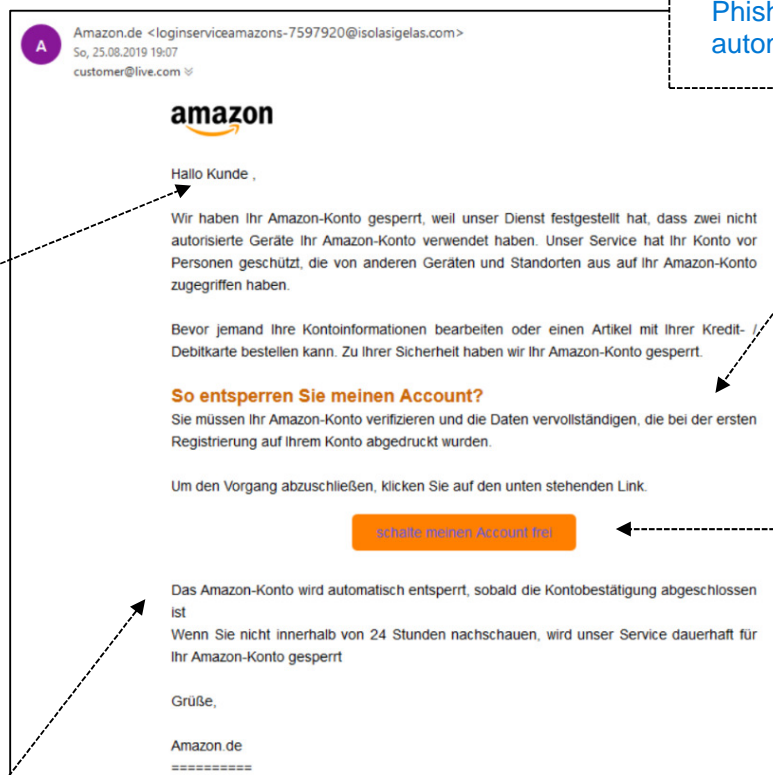 Phish
autor
A
Amazon.de <loginserviceamazons-7597920@isolasigelas.com>
So, 25.08.2019 19:07
customer@live.com
amazon
Hallo Kunde ,
Wir haben Ihr Amazon-Konto gesperrt, weil unser Dienst festgestellt hat, dass zwei nicht
autorisierte Geräte Ihr Amazon-Konto verwendet haben. Unser Service hat Ihr Konto vor
Personen geschützt, die von anderen Geräten und Standorten aus auf Ihr Amazon-Konto
zugegriffen haben.
Bevor jemand Ihre Kontoinformationen bearbeiten oder einen Artikel mit Ihrer Kredit- /
Debitkarte bestellen kann. Zu Ihrer Sicherheit haben wir Ihr Amazon-Konto gesperrt.
So entsperren Sie meinen Account?
Sie müssen Ihr Amazon-Konto verifizieren und die Daten vervollständigen, die bei der ersten
Registrierung auf Ihrem Konto abgedruckt wurden.
Um den Vorgang abzuschließen, klicken Sie auf den unten stehenden Link.
schalte meinen Account frei
Das Amazon-Konto wird automatisch entsperrt, sobald die Kontobestätigung abgeschlossen
ist
Wenn Sie nicht innerhalb von 24 Stunden nachschauen, wird unser Service dauerhaft für
Ihr Amazon-Konto gesperrt
Grüße,
Amazon.de
==========